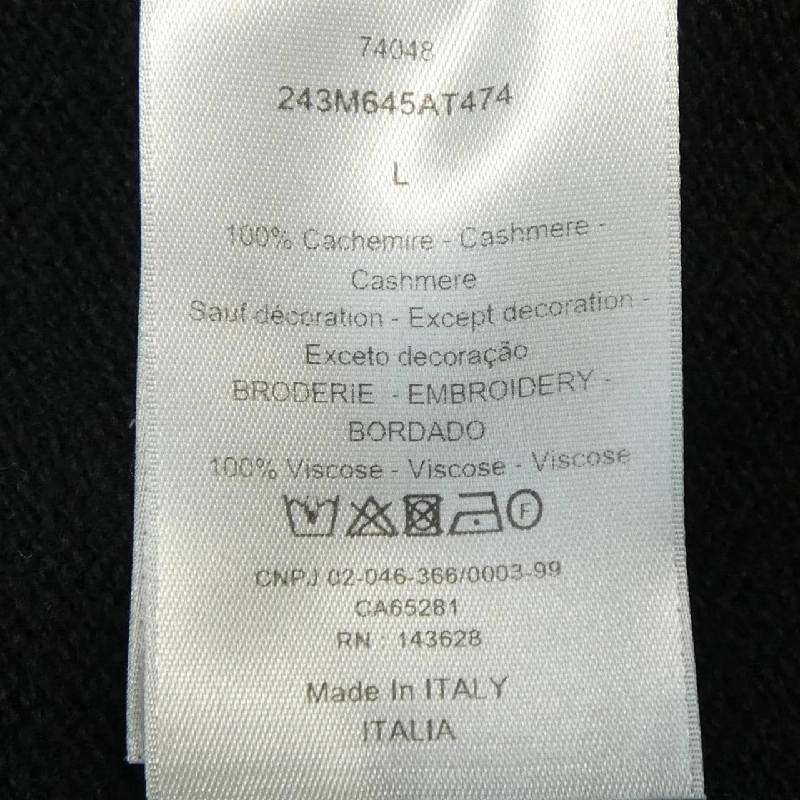 74048
243M645AT474
L
100% Cachemire - Cashmere -
Cashmere
Sauf décoration - Except decoration -
Exceto decoração
BRODERIE - EMBROIDERY -
BORDADO
100% Viscose - Viscose - Viscose
F
CNPJ 02-046-366/0003-99
CA65281
RN : 143628
Made In ITALY
ITALIA